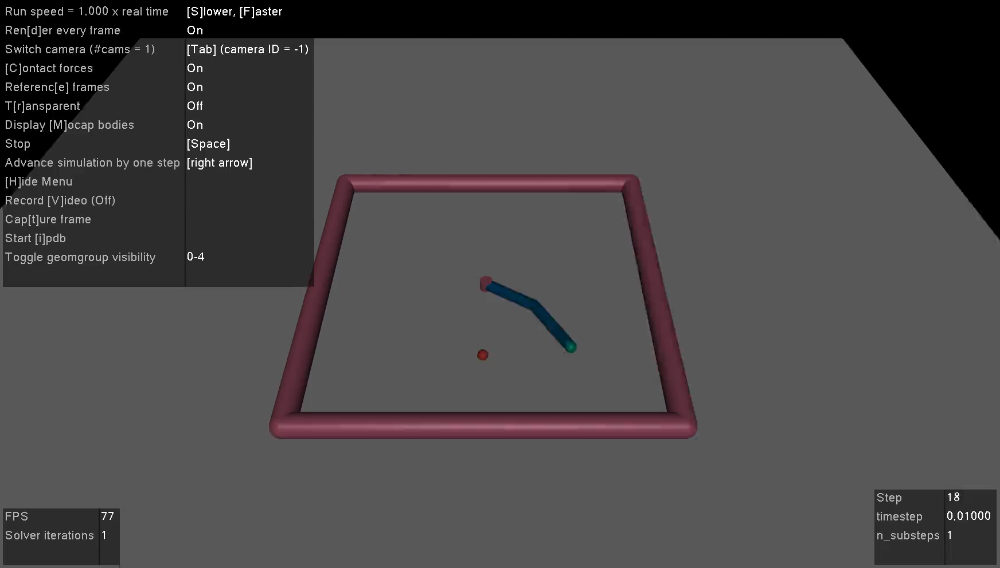 Run speed = 1.000 x real time [S]lower, [F]aster
Ren[d]er every frame On
Switch camera (#cams = 1) [Tab] (camera ID = -1)
[C]ontact forces On
Referenc[e] frames On
T[r]ansparent Off
Display [M]ocap bodies On
Stop [Space]
Advance simulation by one step [right arrow]
[H]ide Menu
Record [V]ideo (Off)
Cap[t]ure frame
Start [i]pdb
Toggle geomgroup visibility 0-4
FPS 77
Solver iterations 1
Step 18
timestep 0.01000
n_substeps 1